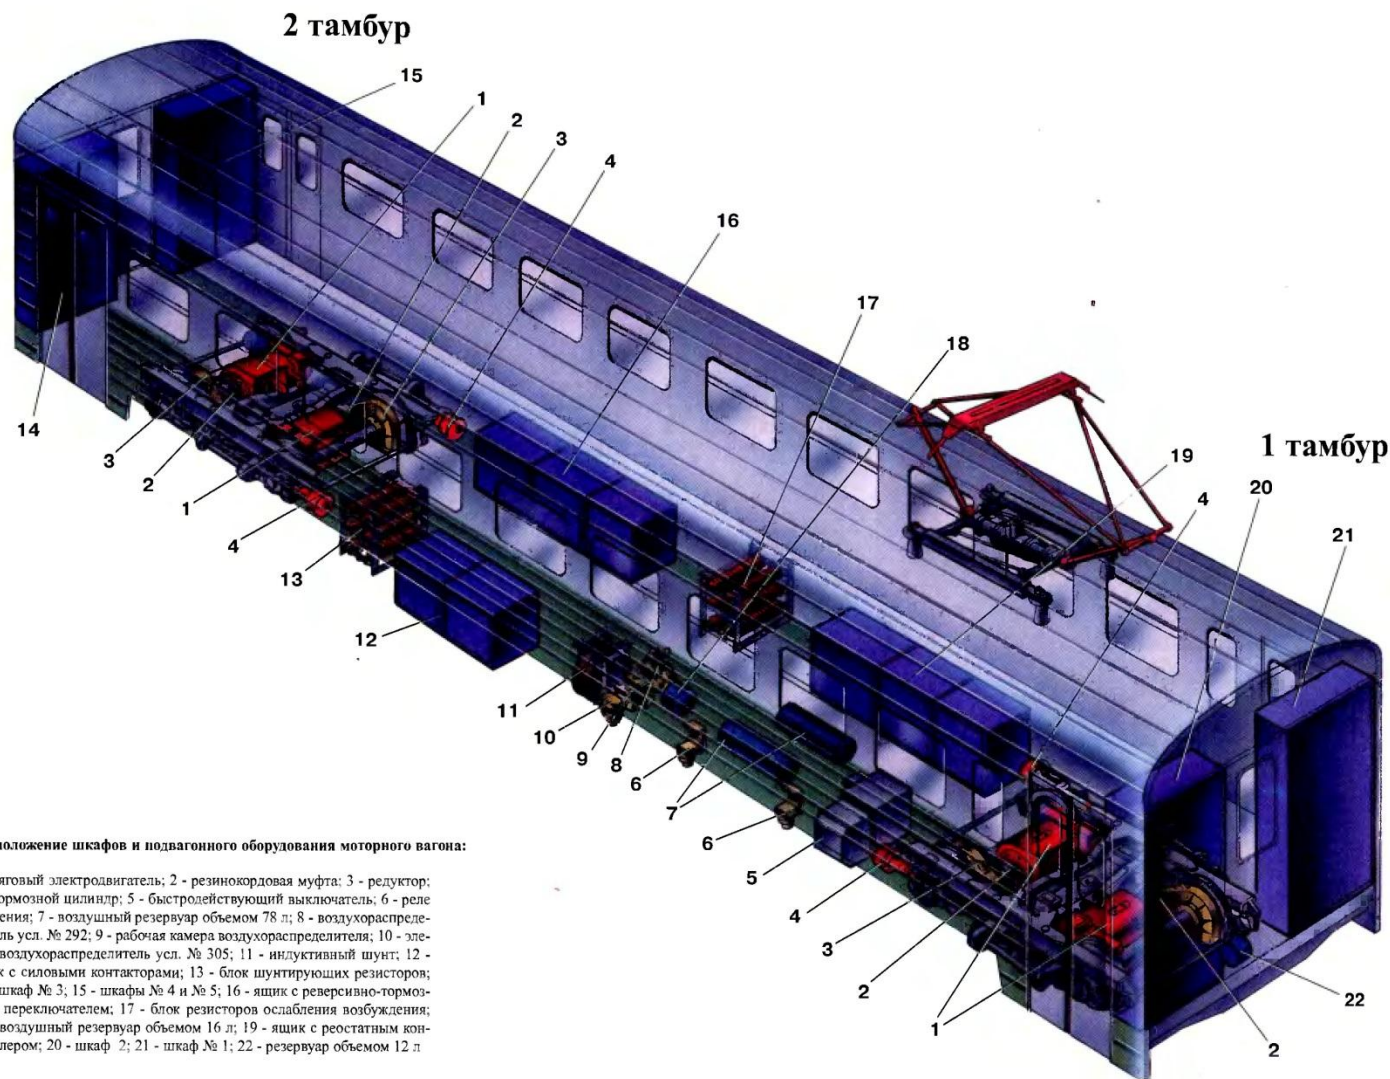 2 тамбур
15
1
2
3
4
16
17
18
19
1 тамбур
20
4
21
14
3
2
1
4
13
12
11
10
9
8
6
7
6
5
4
3
2
1
22
2
положение шкафов и подвагонного оборудования моторного вагона:
яговый электродвигатель; 2 - резинокордовая муфта; 3 - редуктор;
ормозной цилиндр; 5 - быстродействующий выключатель; 6 - реле
ения; 7 - воздушный резервуар объемом 78 л; 8 - воздухораспреде-
ль усл. № 292; 9 - рабочая камера воздухораспределителя; 10 - эле-
воздухораспределитель усл. № 305; 11 - индуктивный шунт; 12 -
к с силовыми контакторами; 13 - блок шунтирующих резисторов;
шкаф № 3; 15 - шкафы № 4 и № 5; 16 - ящик с реверсивно-тормоз-
переключателем; 17 - блок резисторов ослабления возбуждения;
воздушный резервуар объемом 16 л; 19 - ящик с реостатным кон-
лером; 20 - шкаф 2; 21 - шкаф № 1; 22 - резервуар объемом 12 л